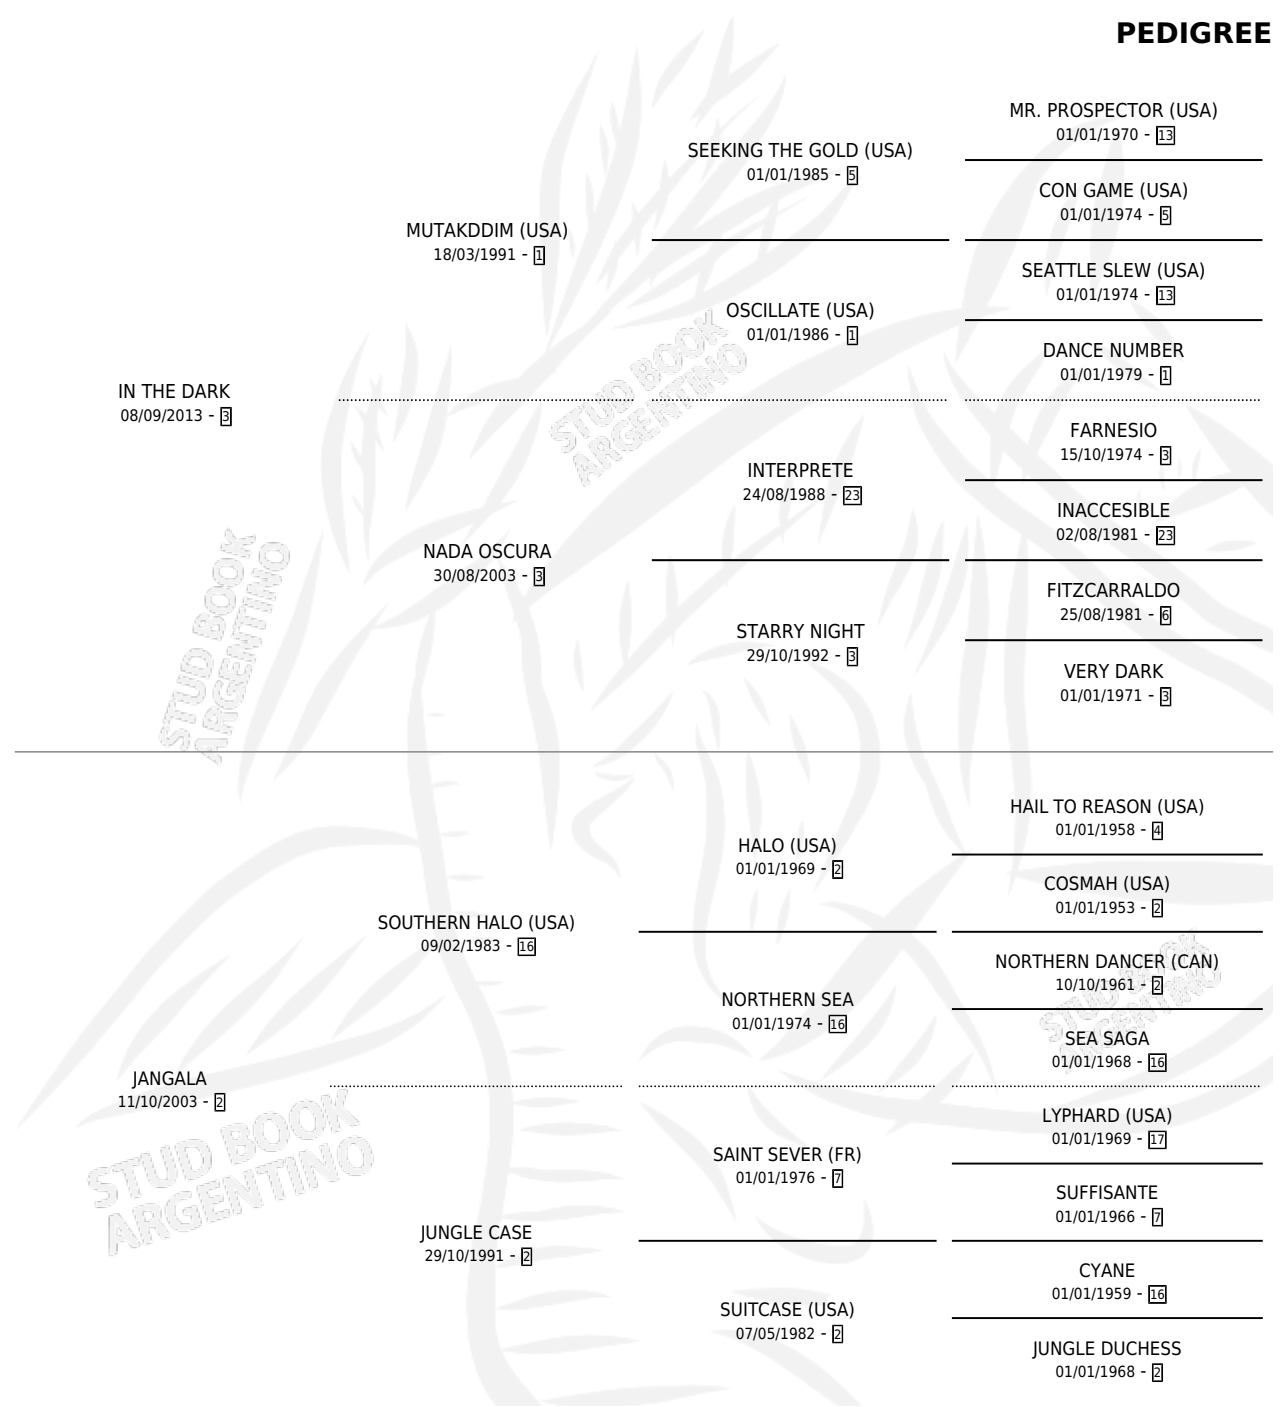 PEDIGREE
MR. PROSPECTOR (USA)
01/01/1970 - 13
SEEKING THE GOLD (USA)
01/01/1985 - 5
CON GAME (USA)
01/01/1974 - 5
MUTAKDDIM (USA)
18/03/1991 - 1
SEATTLE SLEW (USA)
01/01/1974 - 13
OSCILLATE (USA)
01/01/1986 - 1
DANCE NUMBER
01/01/1979 - 1
IN THE DARK
08/09/2013 - 3
FARNESIO
15/10/1974 - 3
INTERPRETE
24/08/1988 - 23
INACCESIBLE
02/08/1981 - 23
NADA OSCURA
30/08/2003 - 3
FITZCARRALDO
25/08/1981 - 6
STARRY NIGHT
29/10/1992 - 3
VERY DARK
01/01/1971 - 3
HAIL TO REASON (USA)
01/01/1958 - 4
HALO (USA)
01/01/1969 - 2
COSMAH (USA)
01/01/1953 - 2
SOUTHERN HALO (USA)
09/02/1983 - 16
NORTHERN DANCER (CAN)
10/10/1961 - 2
NORTHERN SEA
01/01/1974 - 16
SEA SAGA
01/01/1968 - 16
JANGALA
11/10/2003 - 2
LYPHARD (USA)
01/01/1969 - 17
SAINT SEVER (FR)
01/01/1976 - 7
SUFFISANTE
01/01/1966 - 7
JUNGLE CASE
29/10/1991 - 2
CYANE
01/01/1959 - 16
SUITCASE (USA)
07/05/1982 - 2
JUNGLE DUCHESS
01/01/1968 - 2
STUD BOOK
ARGENTINO
STUD BOOK
ARGENTINO
STUD BOOK
ARGENTINO
STUD BOOK
ARGENTINO